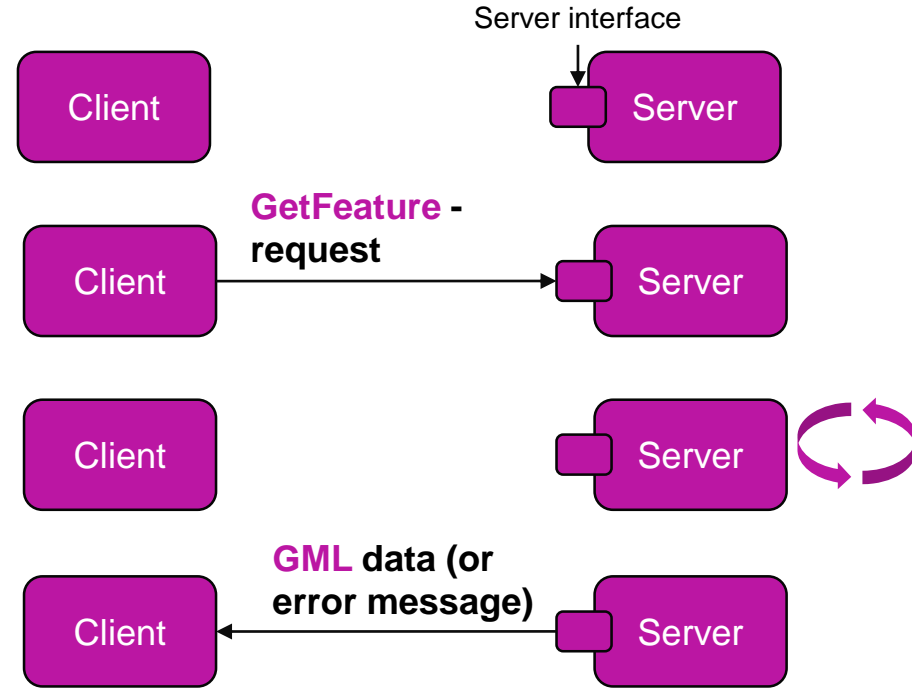 Server interface
Client
Server
GetFeature -
request
Client
Server
Client
Server
GML data (or
error message)
Client
Server